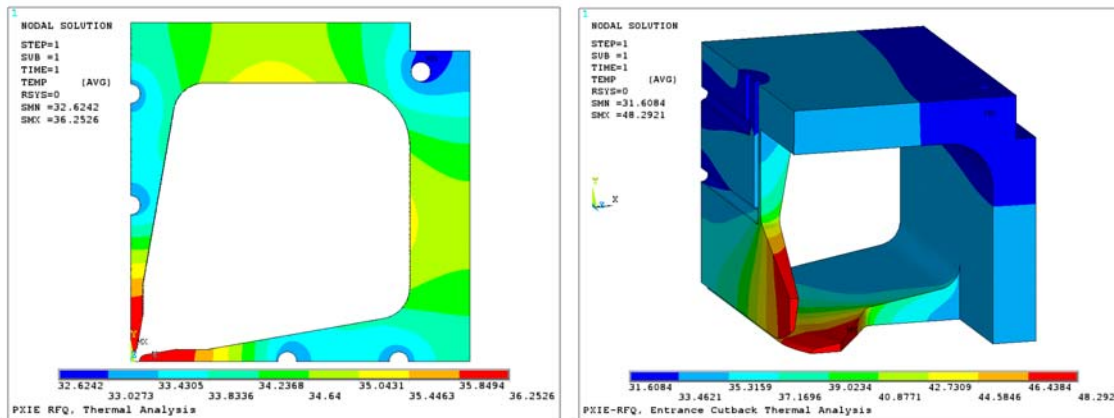 1
NODAL SOLUTION
STEP=1
SUB =1
TIME=1
TEMP (AVG)
RSYS=0
SMN =32.6242
SMX =36.2526
Y
MX
32.6242 33.4305 34.2368 35.0431 35.8494
33.0273 33.8336 34.64 35.4463 36.2526
PXIE RFQ, Thermal Analysis
1
NODAL SOLUTION
STEP=1
SUB =1
TIME=1
TEMP (AVG)
RSYS=0
SMN =31.6084
SMX =48.2921
Y
X
31.6084 35.3159 39.0234 42.7309 46.4384
33.4621 37.1696 40.8771 44.5846 48.292
PXIE-RFQ, Entrance Cutback Thermal Analysis